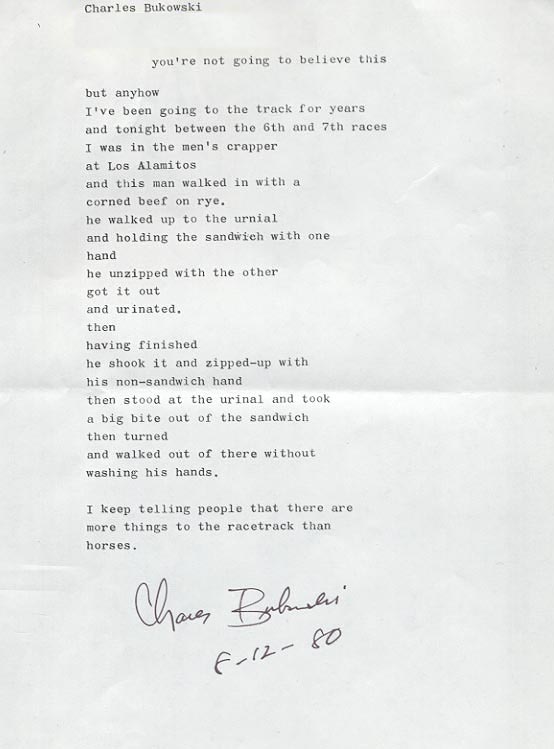 Charles Bukowski
you're not going to believe this
but anyhow
I've been going to the track for years
and tonight between the 6th and 7th races
I was in the men's crapper
at Los Alamitos
and this man walked in with a
corned beef on rye.
he walked up to the urnial
and holding the sandwich with one
hand
he unzipped with the other
got it out
and urinated.
then
having finished
he shook it and zipped-up with
his non-sandwich hand
then stood at the urinal and took
a big bite out of the sandwich
then turned
and walked out of there without
washing his hands.
I keep telling people that there are
more things to the racetrack than
horses.
Charles Bukowski
8-12-80